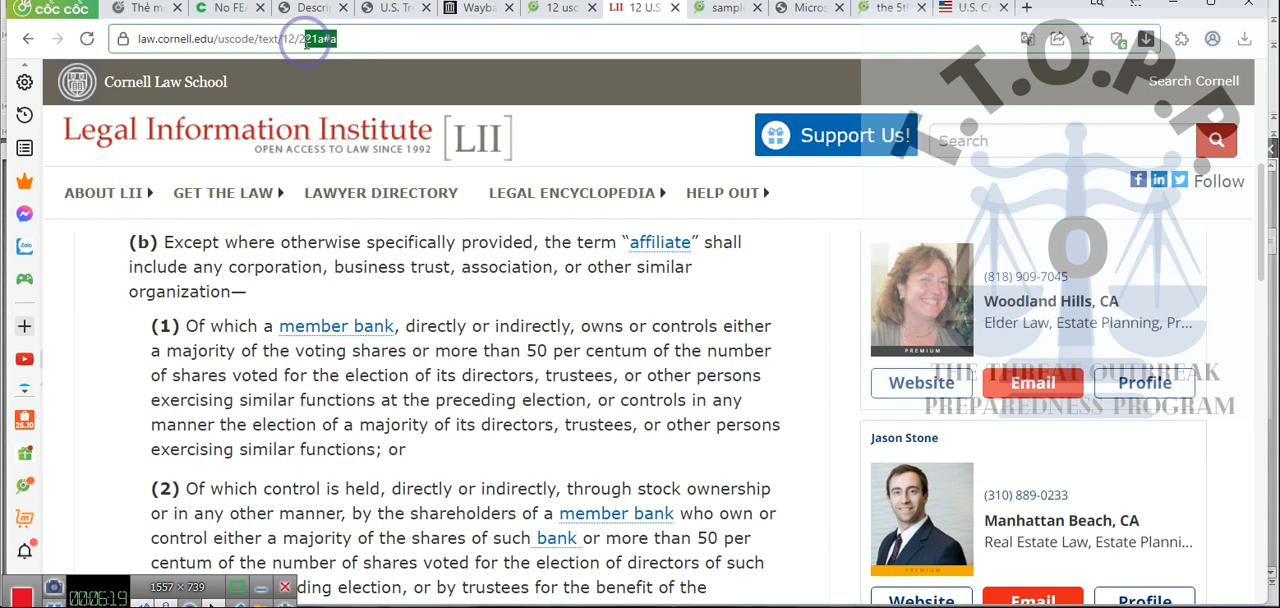 cốc cốc
Thẻ m
No FEA
Descri
U.S. Tr
Wayba
12 usc
12 U.S
sampl
Micros
the 5t
U.S. C
law.cornell.edu/uscode/text/12/221a#a
Cornell Law School
Search Cornell
Legal Information Institute [LII]
OPEN ACCESS TO LAW SINCE 1992
Support Us!
Search
ABOUT LII
GET THE LAW
LAWYER DIRECTORY
LEGAL ENCYCLOPEDIA
HELP OUT
Follow
(b) Except where otherwise specifically provided, the term “affiliate” shall
include any corporation, business trust, association, or other similar
organization—
(1) Of which a member bank, directly or indirectly, owns or controls either
a majority of the voting shares or more than 50 per centum of the number
of shares voted for the election of its directors, trustees, or other persons
exercising similar functions at the preceding election, or controls in any
manner the election of a majority of its directors, trustees, or other persons
exercising similar functions; or
(2) Of which control is held, directly or indirectly, through stock ownership
or in any other manner, by the shareholders of a member bank who own or
control either a majority of the shares of such bank or more than 50 per
centum of the number of shares voted for the election of directors of such
ding election, or by trustees for the benefit of the
(818) 909-7045
Woodland Hills, CA
Elder Law, Estate Planning, Pr...
PREMIUM
Website
Email
Profile
Jason Stone
(310) 889-0233
Manhattan Beach, CA
Real Estate Law, Estate Planni...
PREMIUM
Website
Email
Profile
T.T.O.P.P.
THE THREAT OUTBREAK
PREPAREDNESS PROGRAM
Zalo
25.10
6
1557 × 739
00:06:19